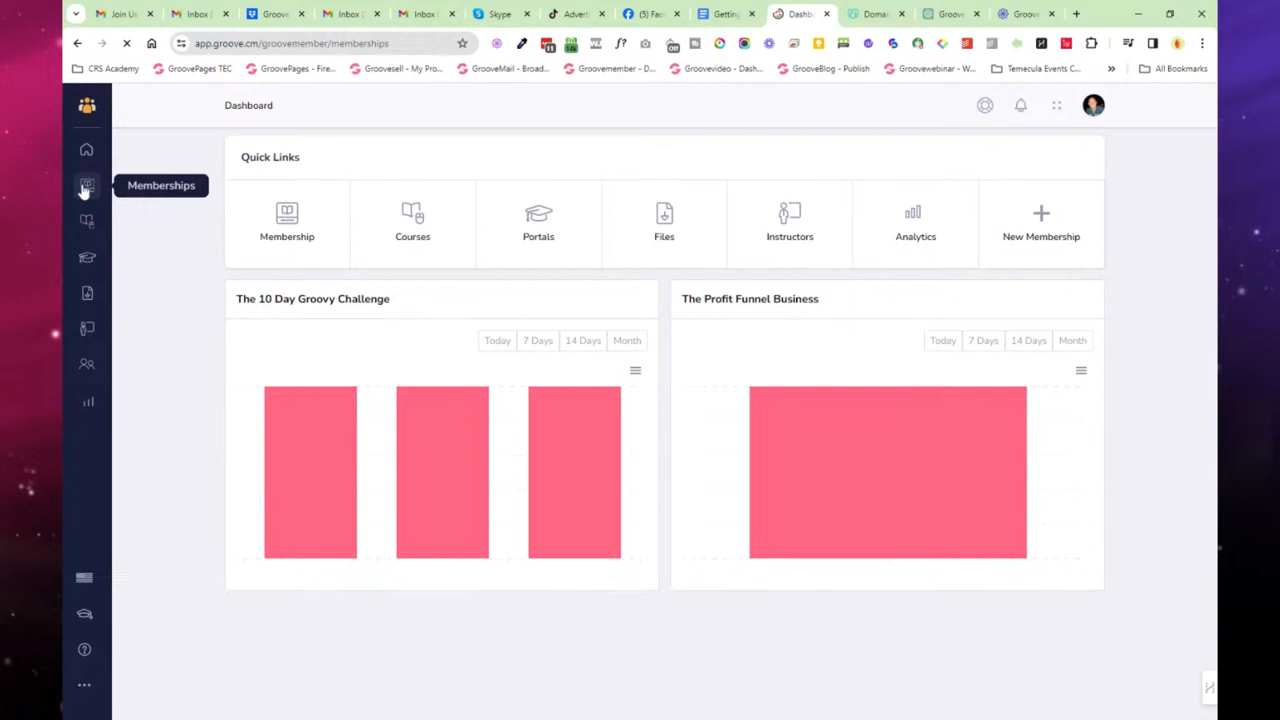 Join Us
Inbox (
Groove
Inbox (
Inbox (
Skype
Advert
(5) Fac
Getting
Dashb
Domai
Groove
Groove
app.groove.cm/groovemember/memberships
CRS Academy
GroovePages TEC
GroovePages - Fire...
Groovesell - My Pro...
GrooveMail - Broad...
Groovemember - D...
Groovevideo - Dash...
GrooveBlog - Publish
Groovewebinar - W...
Temecula Events C...
All Bookmarks
Dashboard
Memberships
Quick Links
Membership
Courses
Portals
Files
Instructors
Analytics
New Membership
The 10 Day Groovy Challenge
Today
7 Days
14 Days
Month
The Profit Funnel Business
Today
7 Days
14 Days
Month